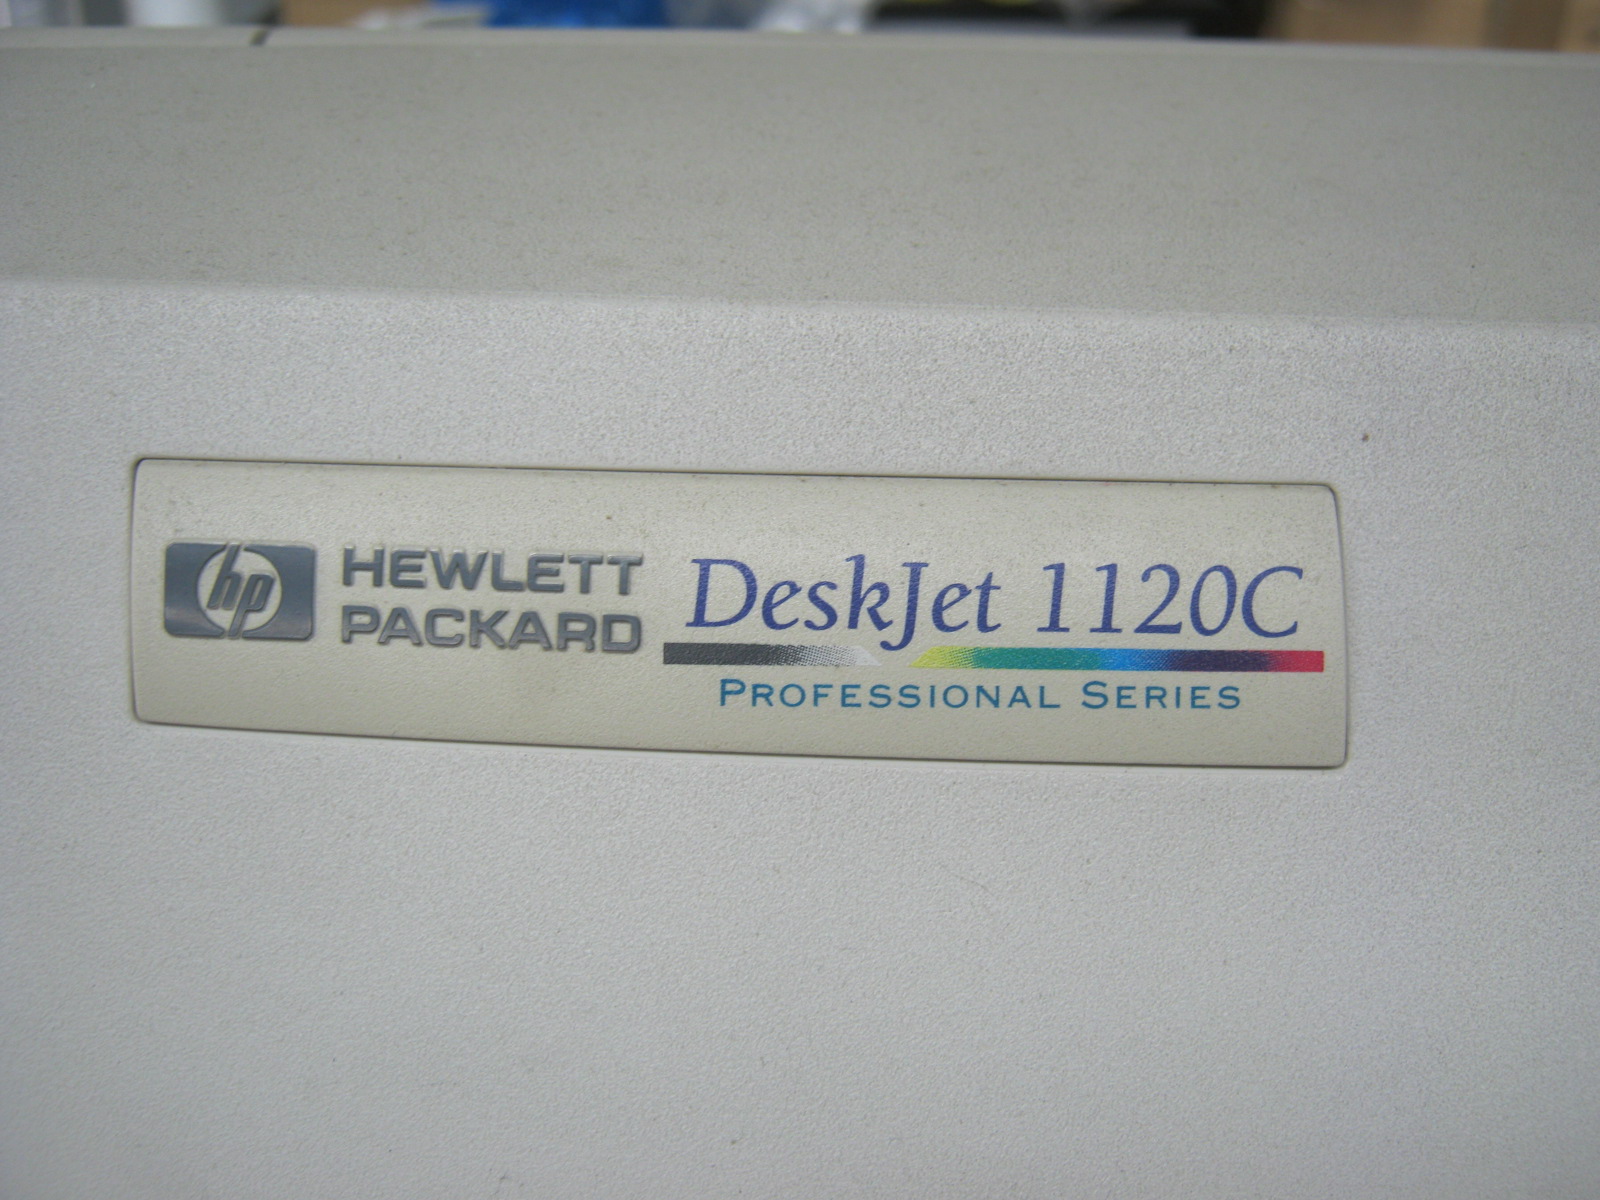 hp HEWLETT
PACKARD
DeskJet 1120C
PROFESSIONAL SERIES